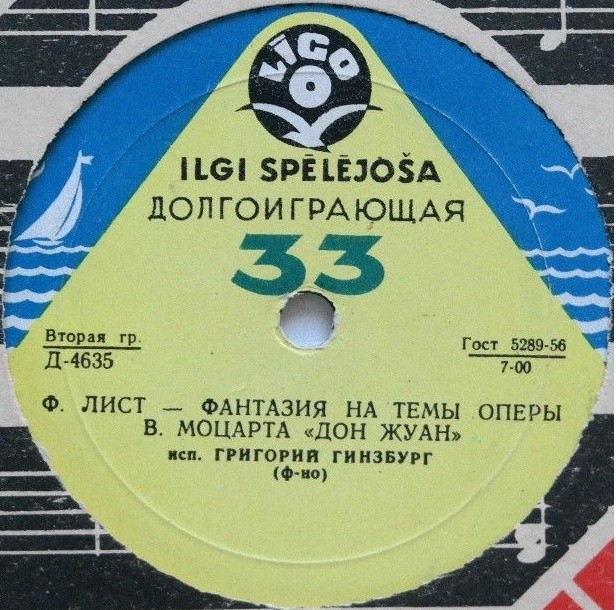 LĪGO
ILGI SPĒLĒJOŠA
ДОЛГОИГРАЮЩАЯ
33
Вторая гр.
Д-4635
Гост 5289-56
7-00
Ф. ЛИСТ — ФАНТАЗИЯ НА ТЕМЫ ОПЕРЫ
В. МОЦАРТА «ДОН ЖУАН»
исп. ГРИГОРИЙ ГИНЗБУРГ
(ф-но)